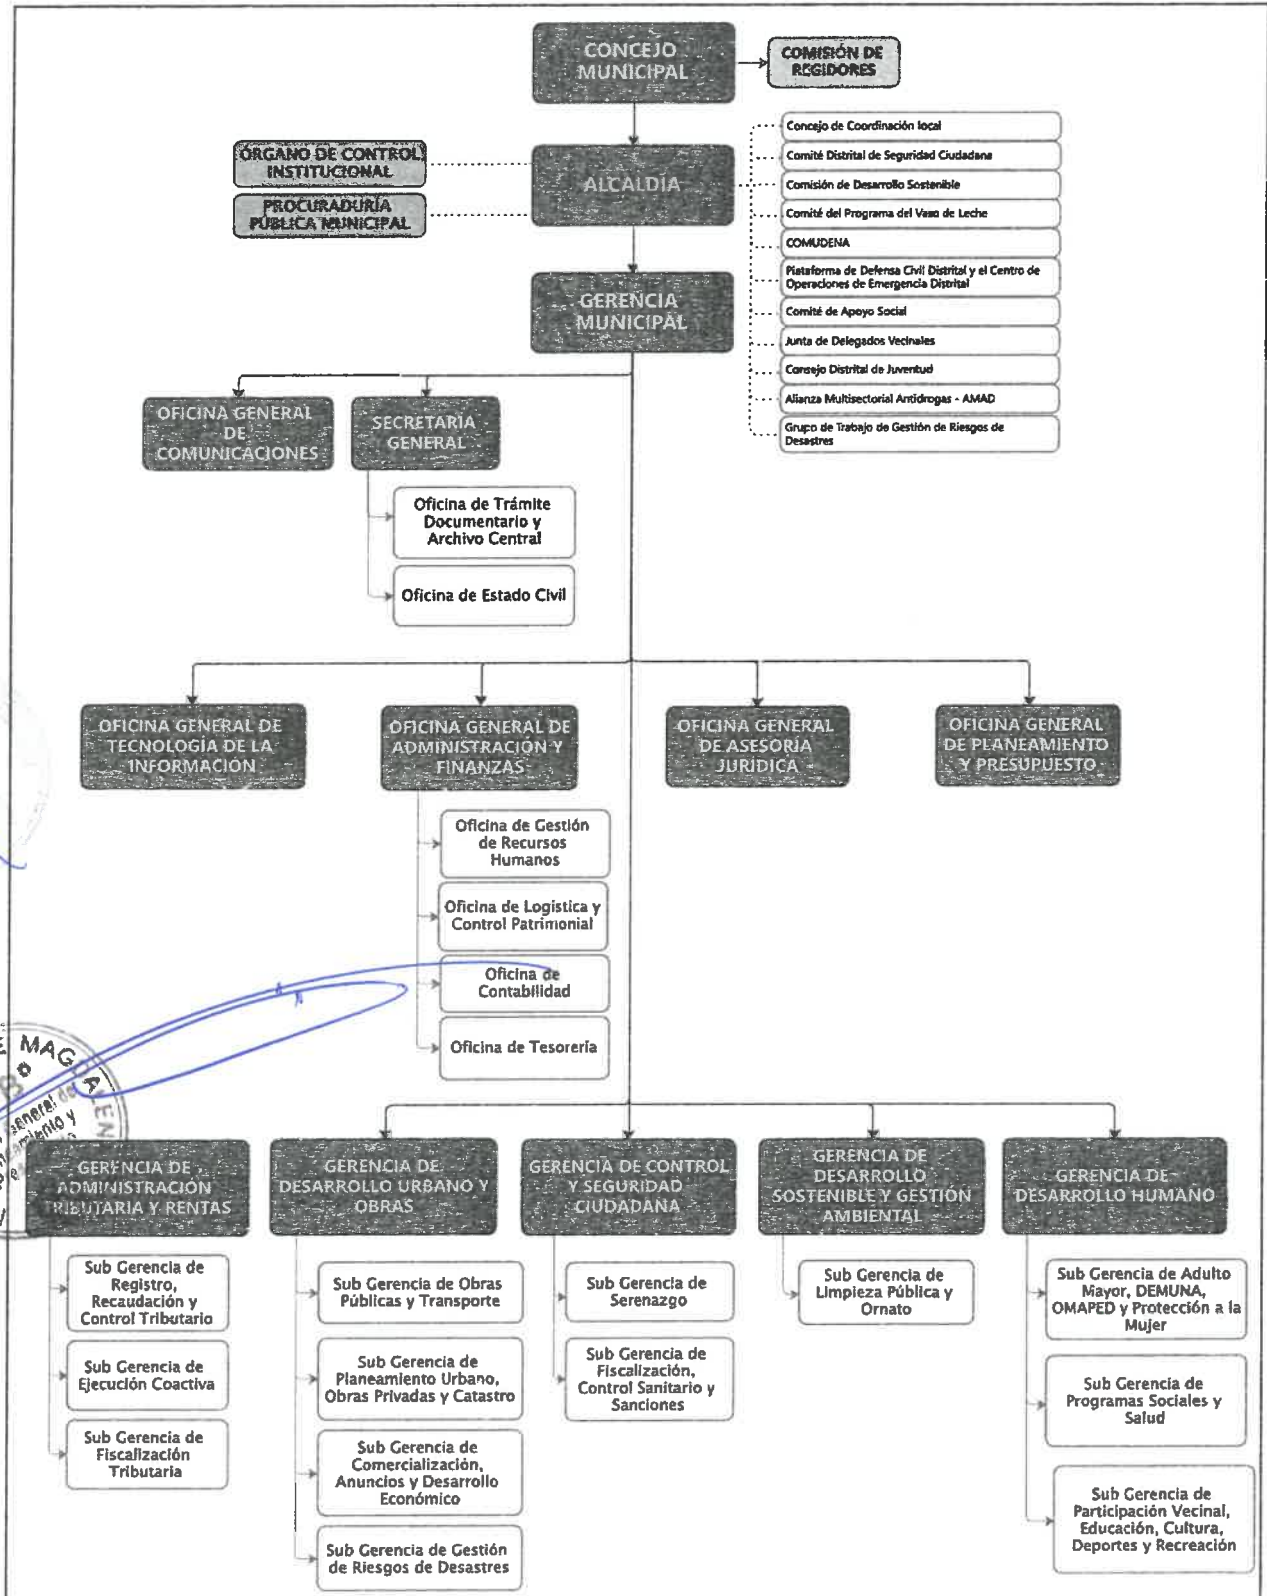 CONCEJO
MUNICIPAL
COMISIÓN DE
REGIDORES
ÓRGANO DE CONTROL
INSTITUCIONAL
PROCURADURÍA
PÚBLICA MUNICIPAL
ALCALDÍA
Concejo de Coordinación local
Comité Distrital de Seguridad Ciudadana
Comisión de Desarrollo Sostenible
Comité del Programa del Vaso de Leche
COMUDENA
Plataforma de Defensa Civil Distrital y el Centro de
Operaciones de Emergencia Distrital
Comité de Apoyo Social
Junta de Delegados Vecinales
Consejo Distrital de Juventud
Alianza Multisectorial Antidrogas - AMAD
Grupo de Trabajo de Gestión de Riesgos de
Desastres
GERENCIA
MUNICIPAL
OFICINA GENERAL
DE
COMUNICACIONES
SECRETARÍA
GENERAL
Oficina de Trámite
Documentario y
Archivo Central
Oficina de Estado Civil
OFICINA GENERAL DE
TECNOLOGÍA DE LA
INFORMACIÓN
OFICINA GENERAL DE
ADMINISTRACIÓN Y
FINANZAS
OFICINA GENERAL
DE ASESORÍA
JURÍDICA
OFICINA GENERAL
DE PLANEAMIENTO
Y PRESUPUESTO
Oficina de Gestión
de Recursos
Humanos
Oficina de Logística y
Control Patrimonial
Oficina de
Contabilidad
Oficina de Tesorería
MAGDALEN
GERENCIA DE
ADMINISTRACIÓN
TRIBUTARIA Y RENTAS
GERENCIA DE
DESARROLLO URBANO Y
OBRAS
GERENCIA DE CONTROL
Y SEGURIDAD
CIUDADANA
GERENCIA DE
DESARROLLO
SOSTENIBLE Y GESTIÓN
AMBIENTAL
GERENCIA DE
DESARROLLO HUMANO
Sub Gerencia de
Registro,
Recaudación y
Control Tributario
Sub Gerencia de
Ejecución Coactiva
Sub Gerencia de
Fiscalización
Tributaria
Sub Gerencia de Obras
Públicas y Transporte
Sub Gerencia de
Planeamiento Urbano,
Obras Privadas y Catastro
Sub Gerencia de
Comercialización,
Anuncios y Desarrollo
Económico
Sub Gerencia de Gestión
de Riesgos de Desastres
Sub Gerencia de
Serenazgo
Sub Gerencia de
Fiscalización,
Control Sanitario y
Sanciones
Sub Gerencia de
Limpieza Pública y
Ornato
Sub Gerencia de Adulto
Mayor, DEMUNA,
OMAPED y Protección a la
Mujer
Sub Gerencia de
Programas Sociales y
Salud
Sub Gerencia de
Participación Vecinal,
Educación, Cultura,
Deportes y Recreación